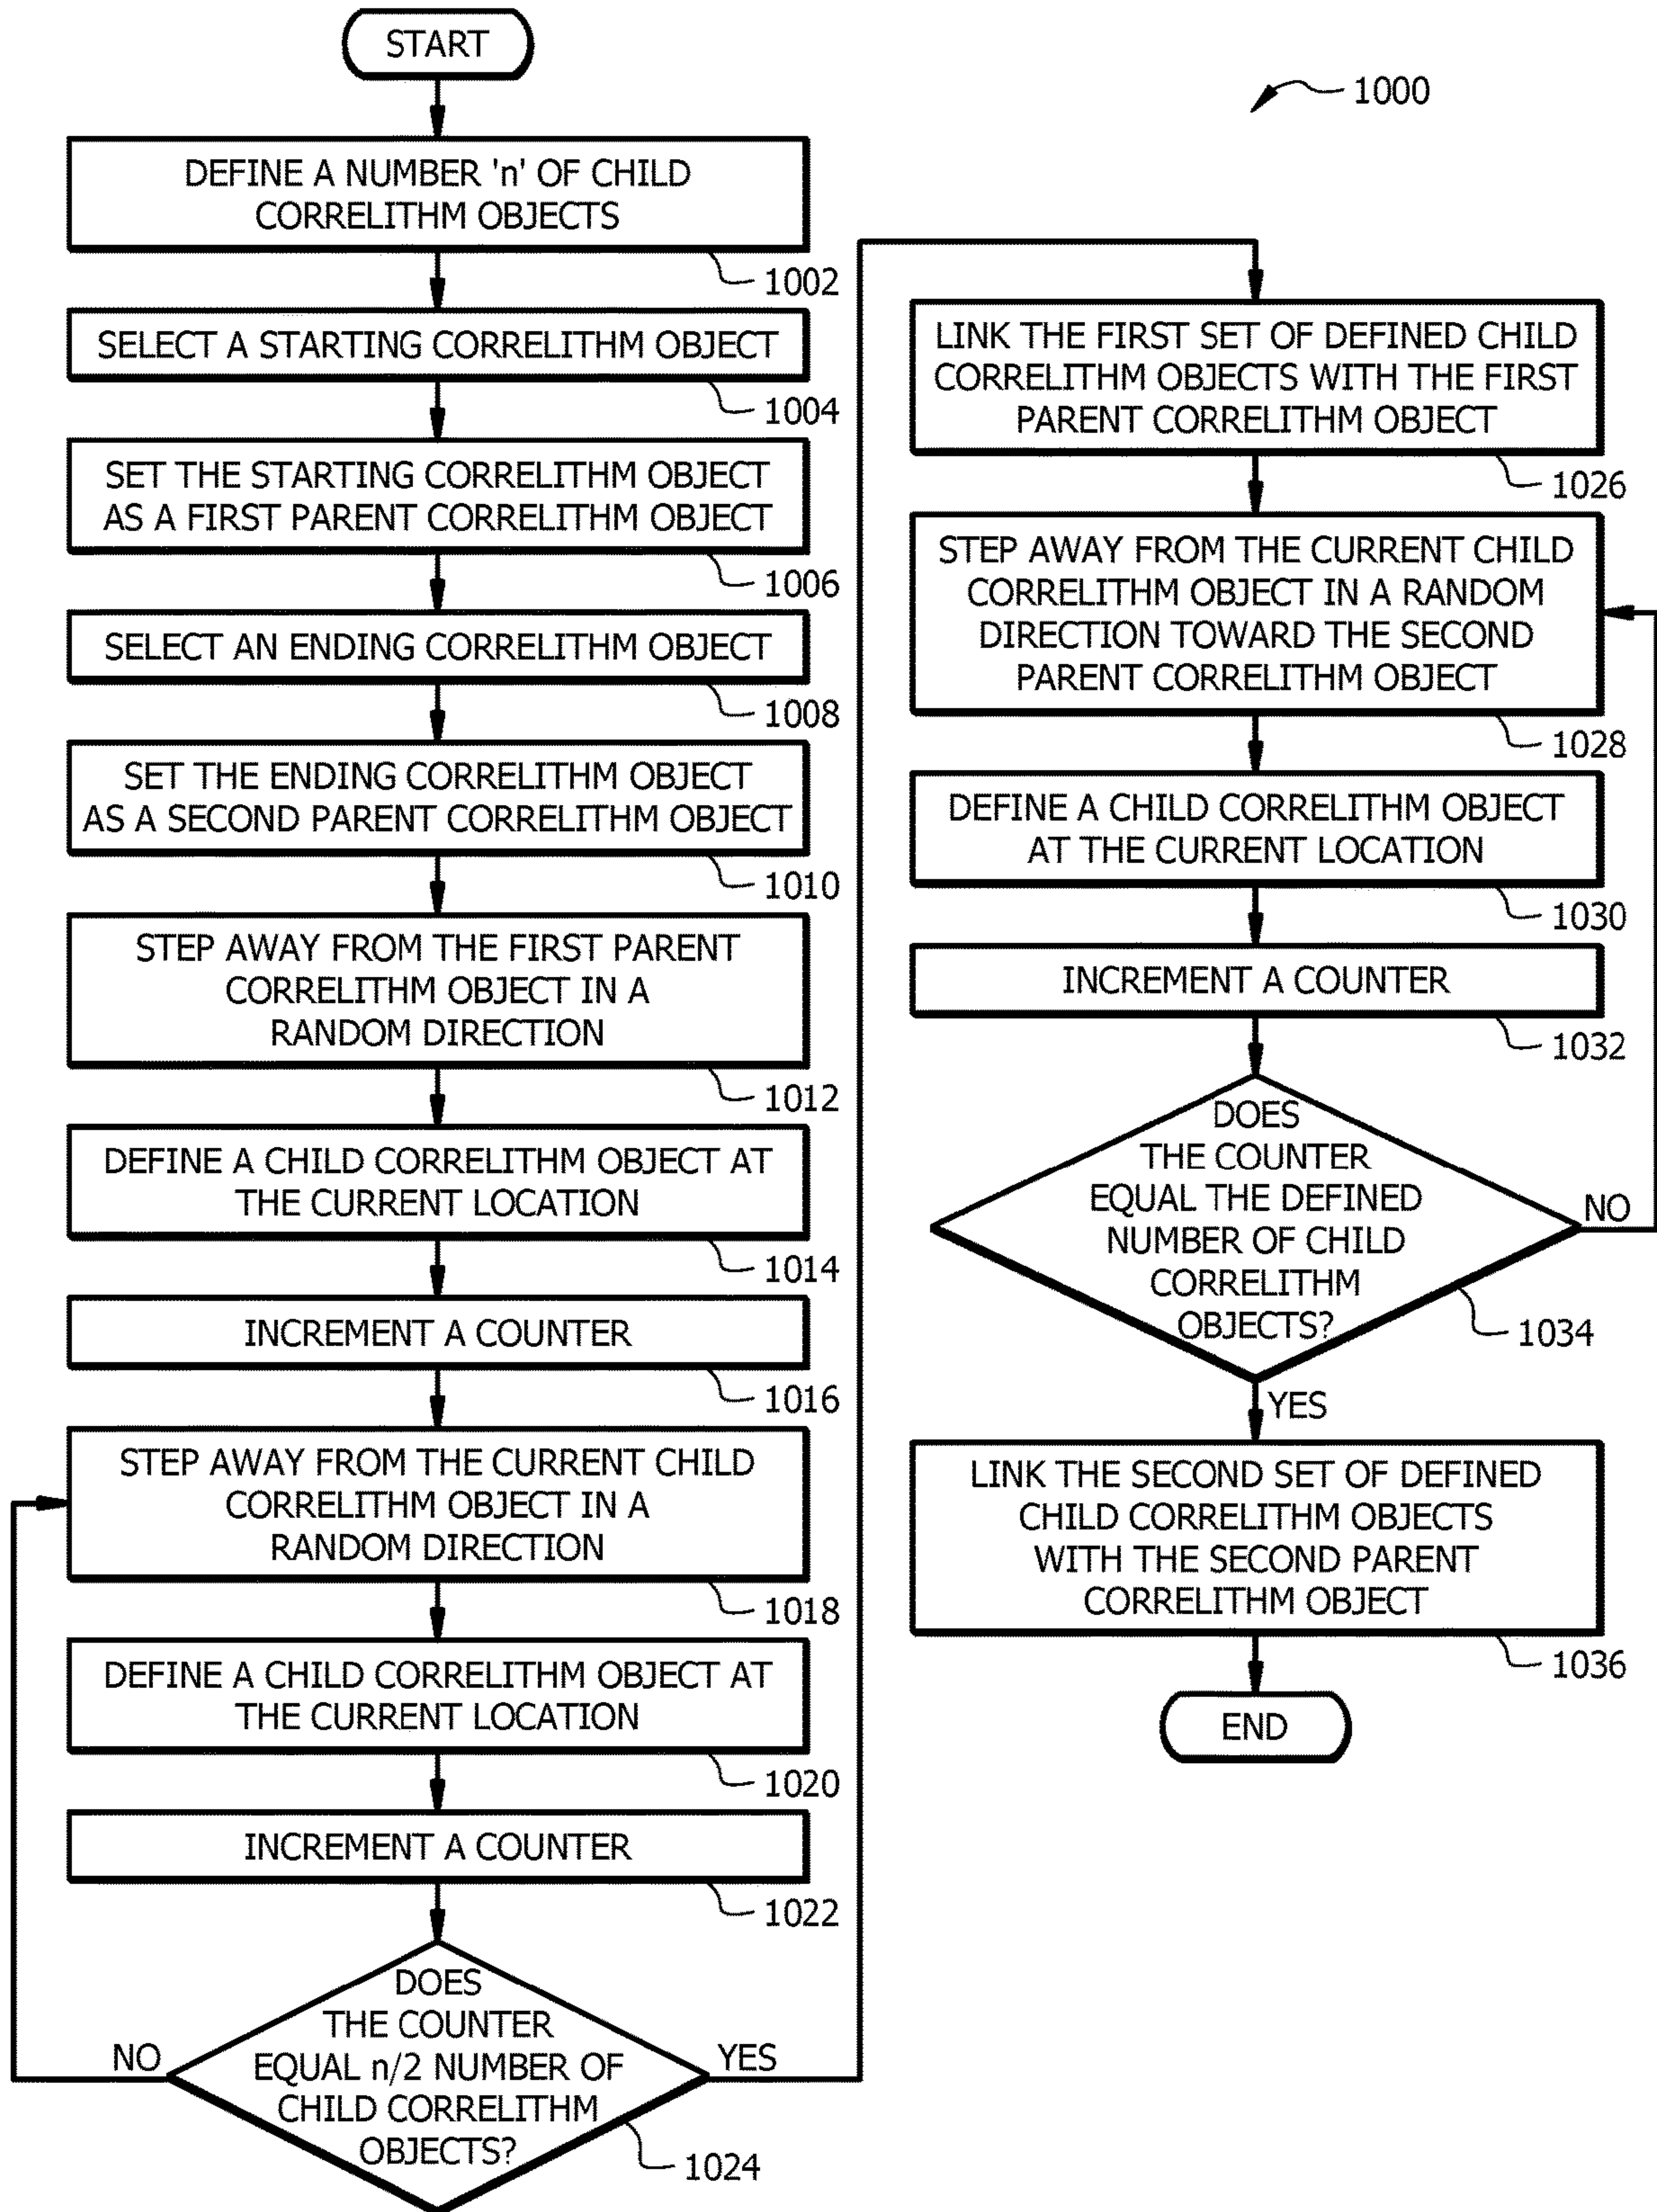 START
DEFINE A NUMBER 'n' OF CHILD
CORRELITHM OBJECTS
1002
SELECT A STARTING CORRELITHM OBJECT
1004
SET THE STARTING CORRELITHM OBJECT
AS A FIRST PARENT CORRELITHM OBJECT
1006
SELECT AN ENDING CORRELITHM OBJECT
1008
SET THE ENDING CORRELITHM OBJECT
AS A SECOND PARENT CORRELITHM OBJECT
1010
STEP AWAY FROM THE FIRST PARENT
CORRELITHM OBJECT IN A
RANDOM DIRECTION
1012
DEFINE A CHILD CORRELITHM OBJECT AT
THE CURRENT LOCATION
1014
INCREMENT A COUNTER
1016
STEP AWAY FROM THE CURRENT CHILD
CORRELITHM OBJECT IN A
RANDOM DIRECTION
1018
DEFINE A CHILD CORRELITHM OBJECT AT
THE CURRENT LOCATION
1020
INCREMENT A COUNTER
1022
DOES
THE COUNTER
EQUAL n/2 NUMBER OF
CHILD CORRELITHM
OBJECTS?
NO
YES
1024
1000
LINK THE FIRST SET OF DEFINED CHILD
CORRELITHM OBJECTS WITH THE FIRST
PARENT CORRELITHM OBJECT
1026
STEP AWAY FROM THE CURRENT CHILD
CORRELITHM OBJECT IN A RANDOM
DIRECTION TOWARD THE SECOND
PARENT CORRELITHM OBJECT
1028
DEFINE A CHILD CORRELITHM OBJECT
AT THE CURRENT LOCATION
1030
INCREMENT A COUNTER
1032
DOES
THE COUNTER
EQUAL THE DEFINED
NUMBER OF CHILD
CORRELITHM
OBJECTS?
NO
1034
YES
LINK THE SECOND SET OF DEFINED
CHILD CORRELITHM OBJECTS
WITH THE SECOND PARENT
CORRELITHM OBJECT
1036
END